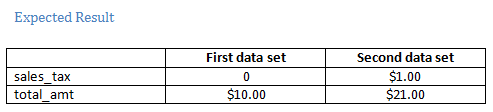 Expected Result
First data set Second data set
sales_tax 0 $1.00
total_amt $10.00 $21.00